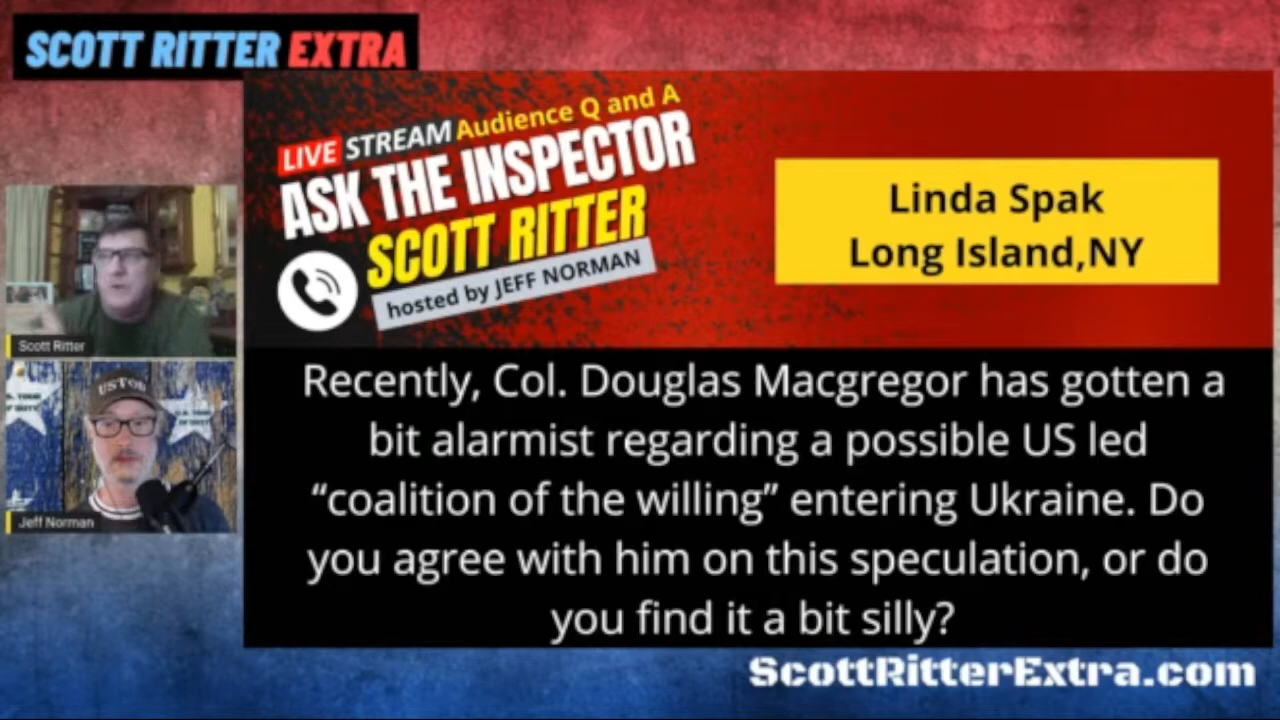 SCOTT RITTER EXTRA
LIVE STREAM Audience Q and A
ASK THE INSPECTOR
SCOTT RITTER
hosted by JEFF NORMAN
Linda Spak
Long Island,NY
Scott Ritter
USTOUR
Jeff Norman
Recently, Col. Douglas Macgregor has gotten a
bit alarmist regarding a possible US led
“coalition of the willing” entering Ukraine. Do
you agree with him on this speculation, or do
you find it a bit silly?
ScottRitterExtra.com